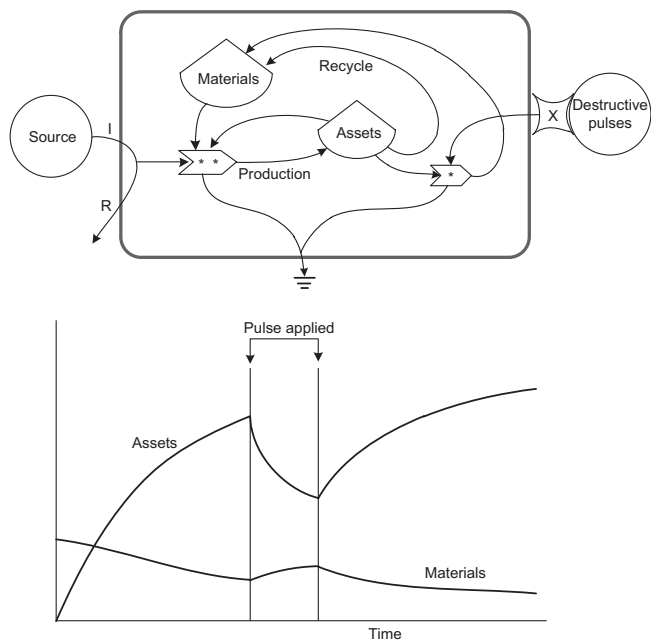 Materials
Recycle
Source
I
Assets
X
Destructive
pulses
* *
*
Production
R
Pulse applied
Assets
Materials
Time